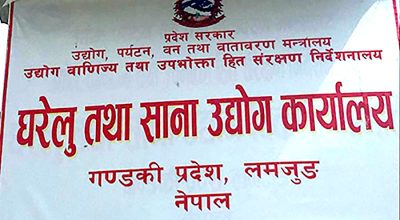 प्रदेश सरकार
उद्योग, पर्यटन, वन तथा वातावरण मन्त्रालय
उद्योग वाणिज्य तथा उपभोक्ता हित संरक्षण निर्देशनालय
घरेलु तथा साना उद्योग कार्यालय
गण्डकी प्रदेश, लमजुङ
नेपाल